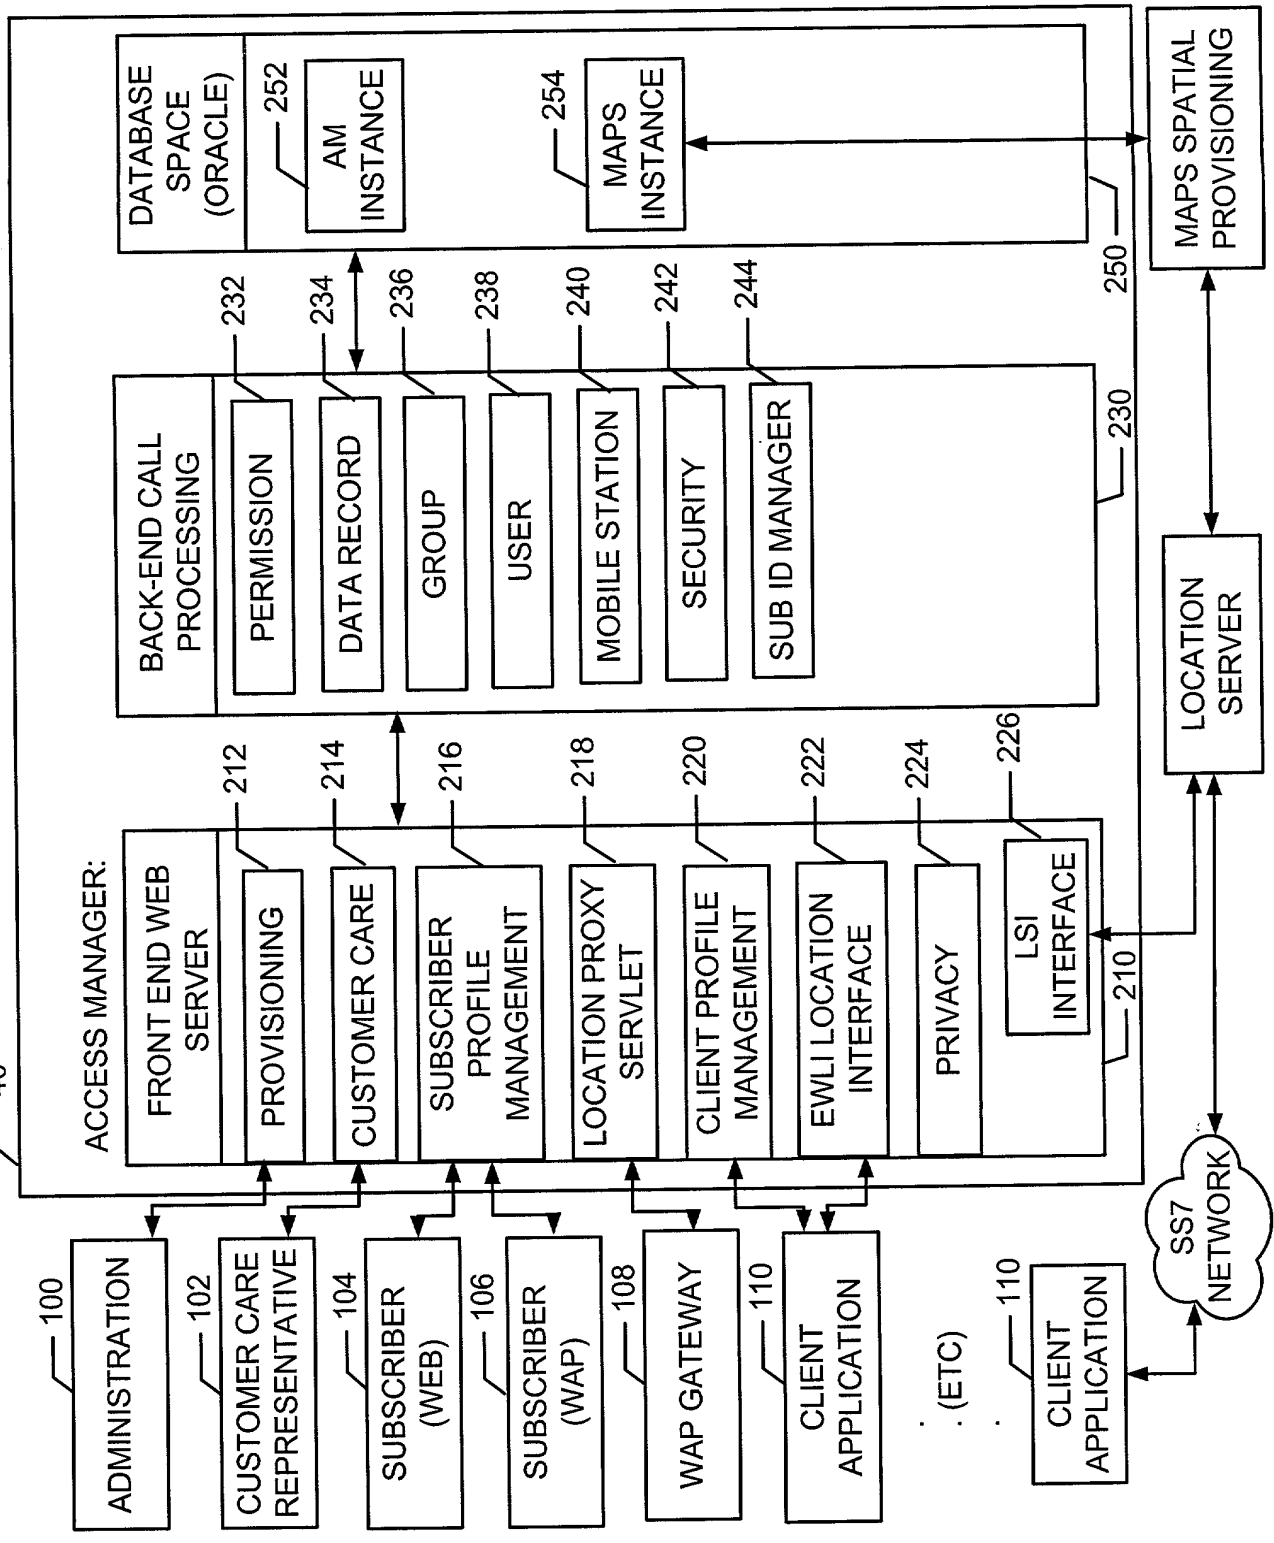 ACCESS MANAGER:
ADMINISTRATION
100
CUSTOMER CARE
REPRESENTATIVE
102
SUBSCRIBER
(WEB)
104
SUBSCRIBER
(WAP)
106
WAP GATEWAY
108
CLIENT
APPLICATION
110
. (ETC)
CLIENT
APPLICATION
110
SS7
NETWORK
FRONT END WEB
SERVER
PROVISIONING
212
CUSTOMER CARE
214
SUBSCRIBER
PROFILE
MANAGEMENT
216
LOCATION PROXY
SERVLET
218
CLIENT PROFILE
MANAGEMENT
220
EWLI LOCATION
INTERFACE
222
PRIVACY
224
LSI
INTERFACE
226
210
BACK-END CALL
PROCESSING
PERMISSION
232
DATA RECORD
234
GROUP
236
USER
238
MOBILE STATION
240
SECURITY
242
SUB ID MANAGER
244
230
LOCATION
SERVER
DATABASE
SPACE
(ORACLE)
AM
INSTANCE
252
MAPS
INSTANCE
254
250
MAPS SPATIAL
PROVISIONING